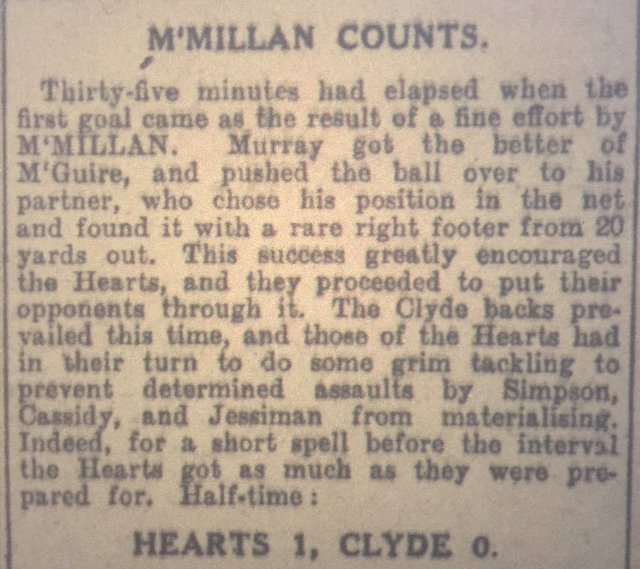 M'MILLAN COUNTS.
Thirty-five minutes had elapsed when the
first goal came as the result of a fine effort by
M'MILLAN. Murray got the better of
M'Guire, and pushed the ball over to his
partner, who chose his position in the net
and found it with a rare right footer from 20
yards out. This success greatly encouraged
the Hearts, and they proceeded to put their
opponents through it. The Clyde backs pre-
vailed this time, and those of the Hearts had
in their turn to do some grim tackling to
prevent determined assaults by Simpson,
Cassidy, and Jessiman from materialising.
Indeed, for a short spell before the interval
the Hearts got as much as they were pre-
pared for. Half-time:
HEARTS 1, CLYDE 0.